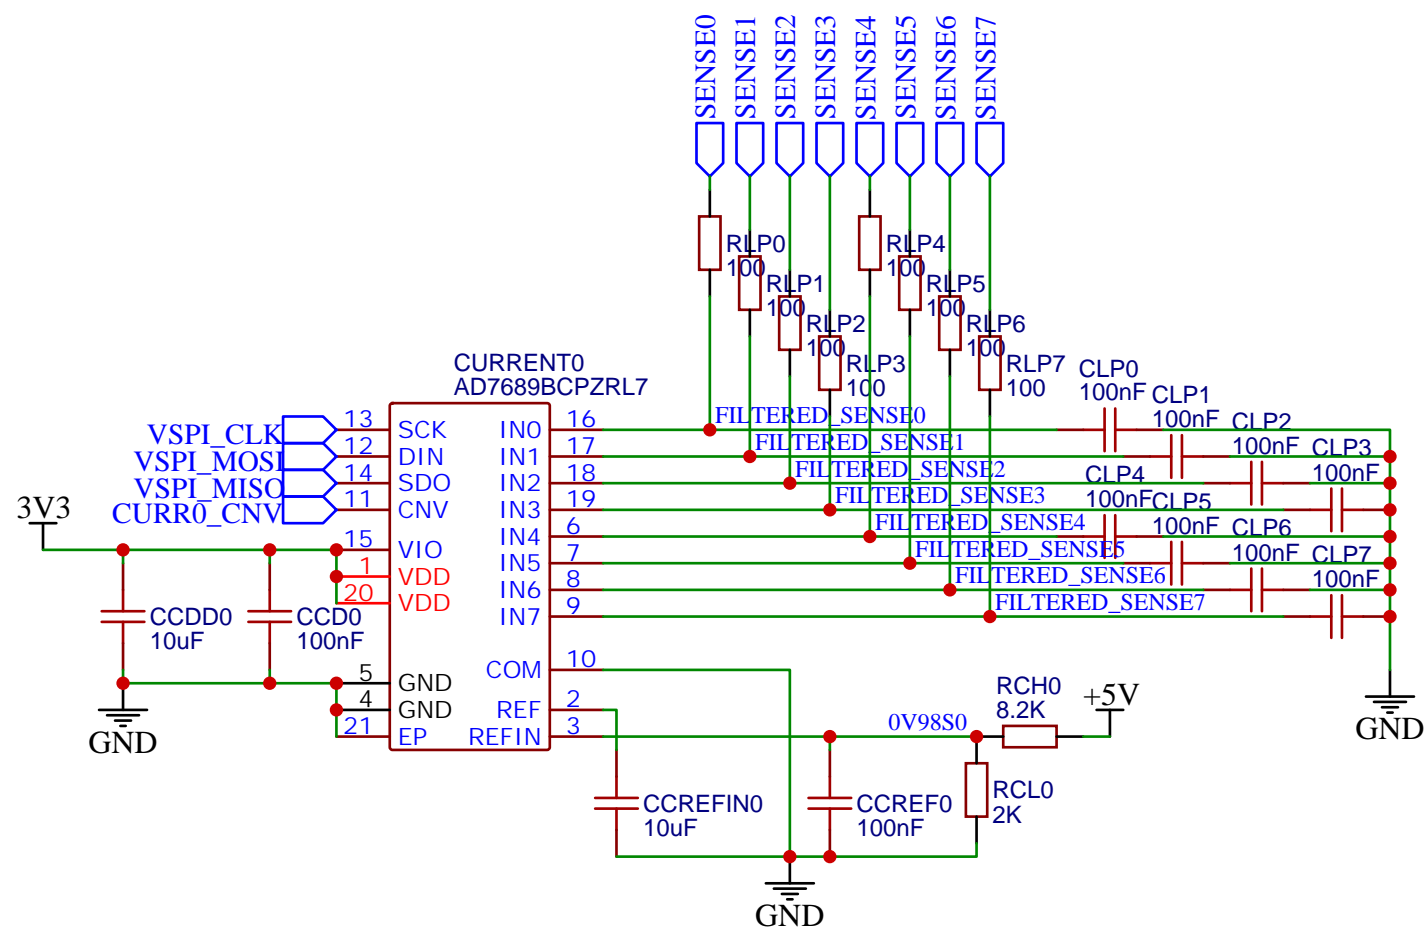 SENSE0
SENSE1
SENSE2
SENSE3
SENSE4
SENSE5
SENSE6
SENSE7
RLP0
100
RLP1
100
RLP2
100
RLP3
100
RLP4
100
RLP5
100
RLP6
100
RLP7
100
CURRENT0
AD7689BCPZRL7
CLP0
100nF
CLP1
100nF
CLP2
100nF
CLP3
100nF
CLP4
100nF
CLP5
100nF
CLP6
100nF
CLP7
100nF
VSPI_CLK
13
SCK
IN0
16
FILTERED_SENSE0
VSPI_MOSI
12
DIN
IN1
17
FILTERED_SENSE1
VSPI_MISO
14
SDO
IN2
18
FILTERED_SENSE2
CURR0_CNV
11
CNV
IN3
19
FILTERED_SENSE3
IN4
6
FILTERED_SENSE4
3V3
15
VIO
IN5
7
FILTERED_SENSE5
1
VDD
IN6
8
FILTERED_SENSE6
20
VDD
IN7
9
FILTERED_SENSE7
CCDD0
10uF
CCD0
100nF
5
GND
COM
10
4
GND
REF
2
21
EP
REFIN
3
GND
0V98S0
RCH0
8.2K
+5V
GND
CCREFIN0
10uF
CCREF0
100nF
RCL0
2K
GND